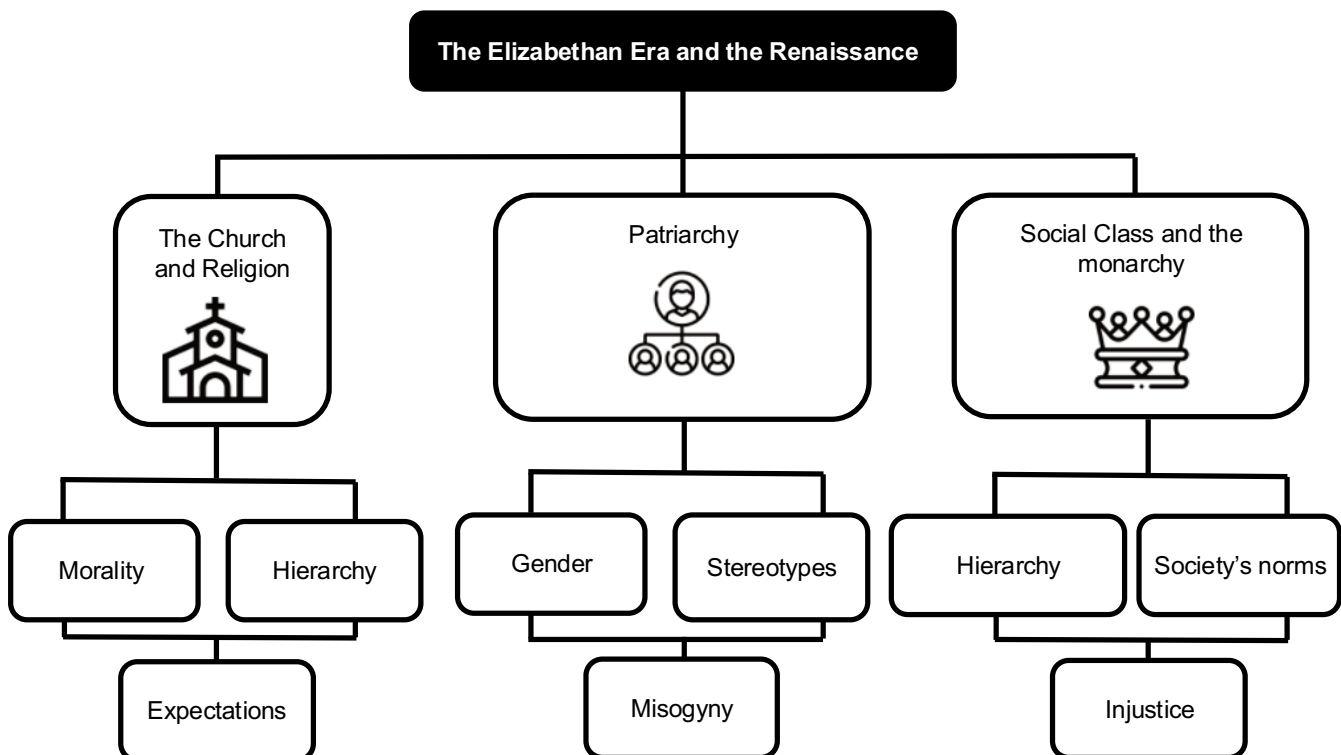 The Elizabethan Era and the Renaissance
The Church
and Religion
Patriarchy
Social Class and the
monarchy
Morality
Hierarchy
Gender
Stereotypes
Hierarchy
Society’s norms
Expectations
Misogyny
Injustice